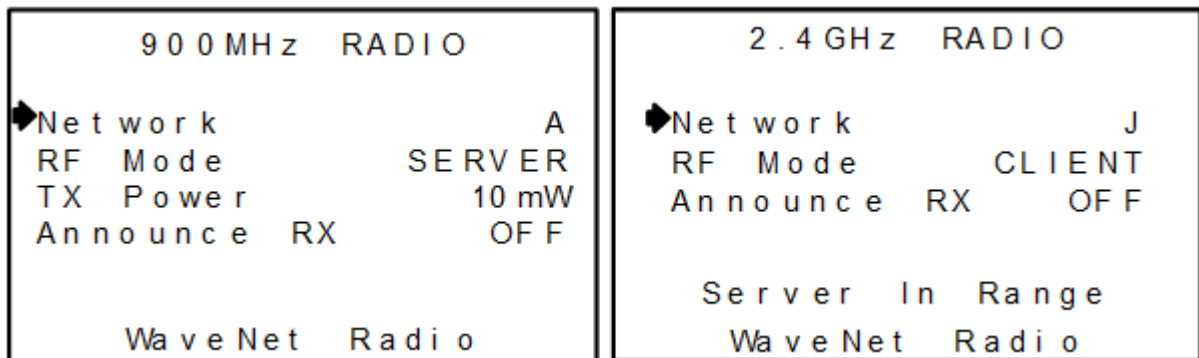 900MHz RADIO
Network A
RF Mode SERVER
TX Power 10 mW
Announce RX OFF
WaveNet Radio
2.4GHz RADIO
Network J
RF Mode CLIENT
Announce RX OFF
Server In Range
WaveNet Radio